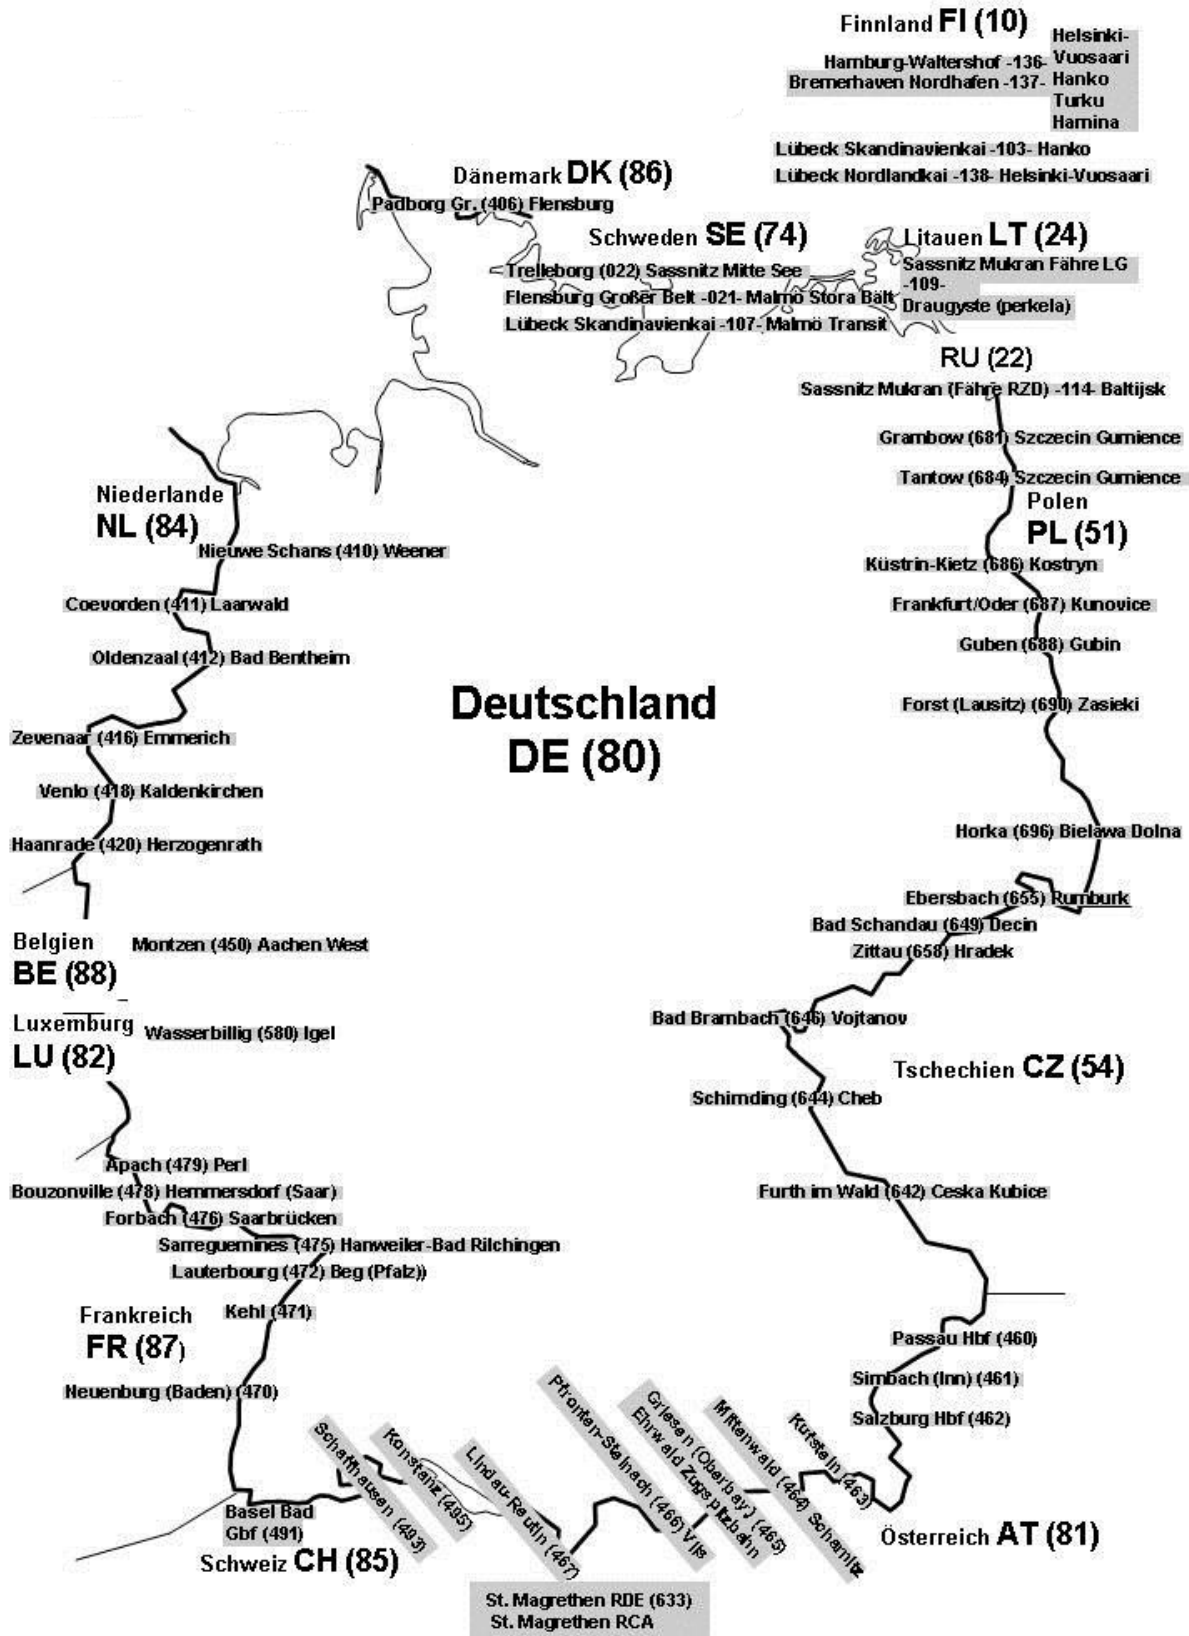 Finnland FI (10)
Hamburg-Waltershof -136-
Bremerhaven Nordhafen -137-
Helsinki-
Vuosaari
Hanko
Turku
Hamina
Lübeck Skandinavienkai -103- Hanko
Lübeck Nordlandkai -138- Helsinki-Vuosaari
Dänemark DK (86)
Padborg Gr. (406) Flensburg
Schweden SE (74)
Trelleborg (022) Sassnitz Mitte See
Flensburg Großer Belt -021- Malmö Stora Bält
Lübeck Skandinavienkai -107- Malmö Transit
Litauen LT (24)
Sassnitz Mukran Fähre LG
-109-
Draugyste (perkela)
RU (22)
Sassnitz Mukran (Fähre RZD) -114- Baltijsk
Grambow (681) Szczecin Gumience
Tantow (684) Szczecin Gumience
Polen
PL (51)
Küstrin-Kietz (686) Kostryn
Frankfurt/Oder (687) Kunovice
Guben (688) Gubin
Forst (Lausitz) (690) Zasieki
Horka (696) Bielawa Dolna
Niederlande
NL (84)
Nieuwe Schans (410) Weener
Coevorden (411) Laarwald
Oldenzaal (412) Bad Bentheim
Zevenaar (416) Emmerich
Venlo (418) Kaldenkirchen
Haanrade (420) Herzogenrath
Deutschland
DE (80)
Ebersbach (655) Rumburk
Bad Schandau (649) Decin
Zittau (658) Hradek
Bad Brambach (646) Vojtanov
Tschechien CZ (54)
Schirnding (644) Cheb
Furth im Wald (642) Ceska Kubice
Belgien
BE (88)
Montzen (450) Aachen West
Luxemburg
LU (82)
Wasserbillig (580) Igel
Apach (479) Perl
Bouzonville (478) Hemmersdorf (Saar)
Forbach (476) Saarbrücken
Sarreguemines (475) Hanweiler-Bad Rilchingen
Lauterbourg (472) Beg (Pfalz))
Kehl (471)
Frankreich
FR (87)
Neuenburg (Baden) (470)
Passau Hbf (460)
Simbach (Inn) (461)
Salzburg Hbf (462)
Kufstein (463)
Mittenwald (464) Scharnitz
Griesen (Oberbay) (465)
Ehrwald Zugspitzbahn
Pfronten-Steinach (466) Vils
Lindau-Reutin (467)
Konstanz (495)
Schaffhausen (493)
Basel Bad
Gbf (491)
Schweiz CH (85)
Österreich AT (81)
St. Magrethen RDE (633)
St. Magrethen RCA